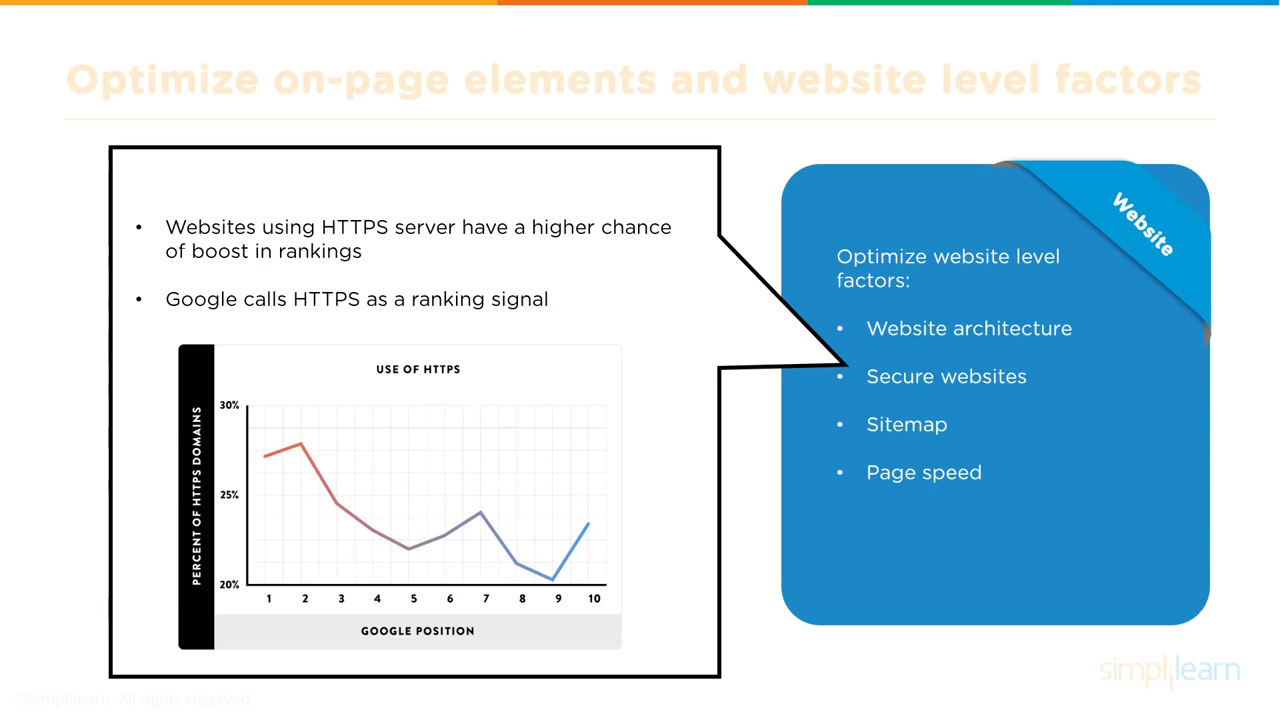 Optimize on-page elements and website level factors
• Websites using HTTPS server have a higher chance
of boost in rankings
• Google calls HTTPS as a ranking signal
USE OF HTTPS
PERCENT OF HTTPS DOMAINS
30%
25%
20%
1 2 3 4 5 6 7 8 9 10
GOOGLE POSITION
Website
Optimize website level
factors:
• Website architecture
• Secure websites
• Sitemap
• Page speed
simplilearn
©Simplilearn. All rights reserved.